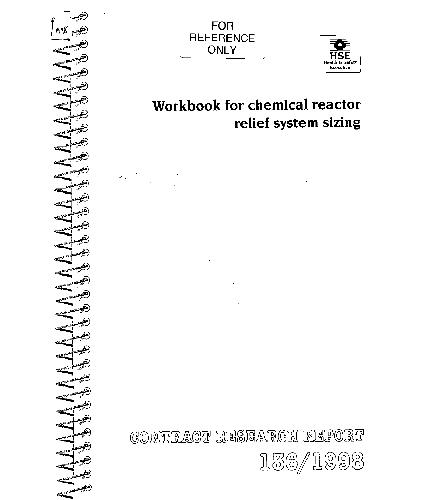 FOR
REFERENCE
ONLY
HSE
Health & Safety
Executive
Workbook for chemical reactor
relief system sizing
CONTRACT RESEARCH REPORT
136/1998